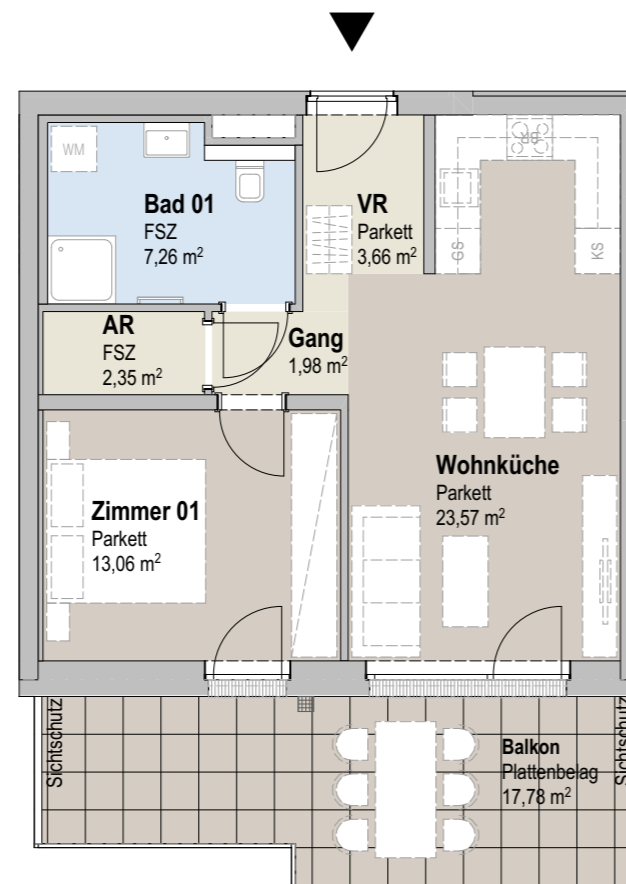 WM
Bad 01
FSZ
7,26 m²
VR
Parkett
3,66 m²
BR
GS
KS
AR
FSZ
2,35 m²
Gang
1,98 m²
Zimmer 01
Parkett
13,06 m²
Wohnküche
Parkett
23,57 m²
Sichtschutz
Balkon
Plattenbelag
17,78 m²
Sichtschutz